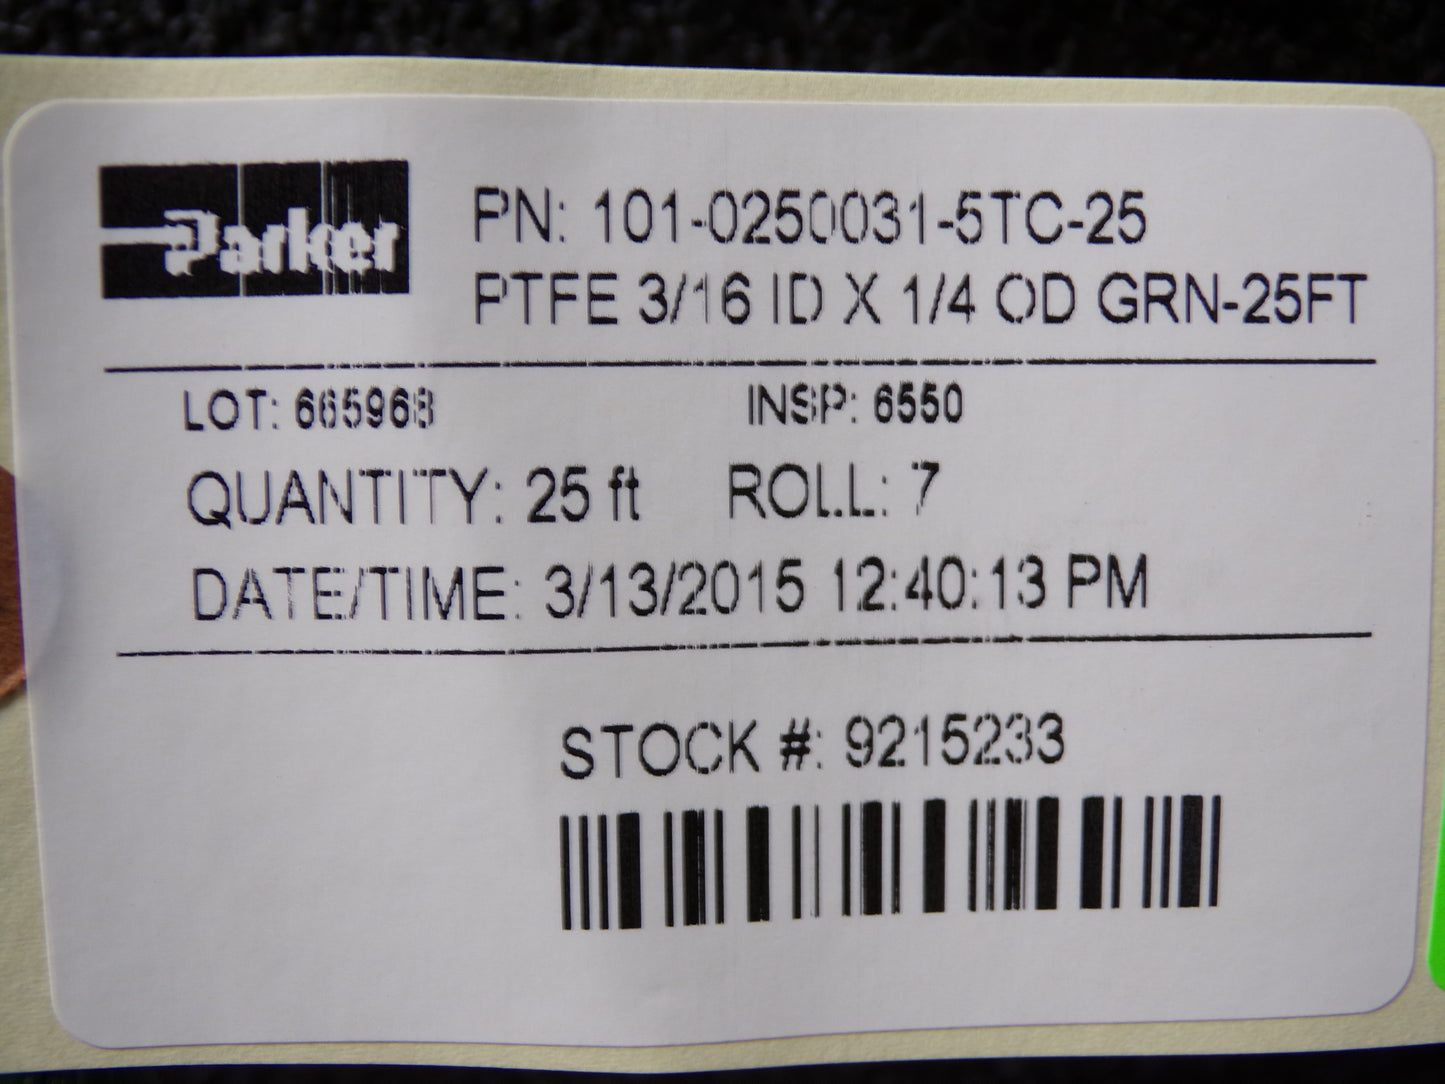 Parker
PN: 101-0250031-5TC-25
PTFE 3/16 ID X 1/4 OD GRN-25FT
LOT: 665968 INSP: 6550
QUANTITY: 25 ft ROLL: 7
DATE/TIME: 3/13/2015 12:40:13 PM
STOCK #: 9215233